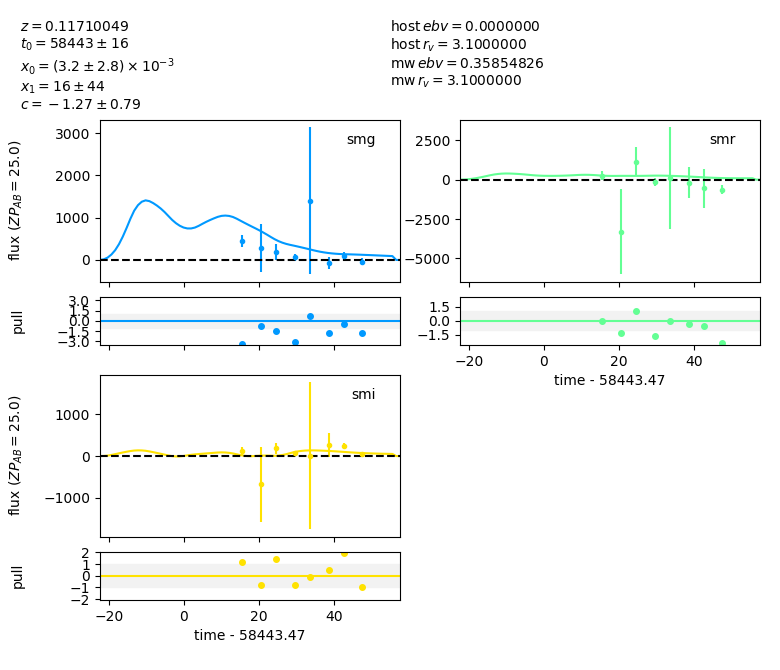 z = 0.11710049
t₀ = 58443 ± 16
x₀ = (3.2 ± 2.8) × 10⁻³
x₁ = 16 ± 44
c = −1.27 ± 0.79
host ebv = 0.0000000
host r_v = 3.1000000
mw ebv = 0.35854826
mw r_v = 3.1000000
smg
3000
2000
1000
0
flux (ZP_AB = 25.0)
smr
2500
0
−2500
−5000
pull
3.0
1.5
0.0
−1.5
−3.0
1.5
0.0
−1.5
−20 0 20 40
time - 58443.47
smi
1000
0
−1000
flux (ZP_AB = 25.0)
pull
2
1
0
−1
−2
−20 0 20 40
time - 58443.47